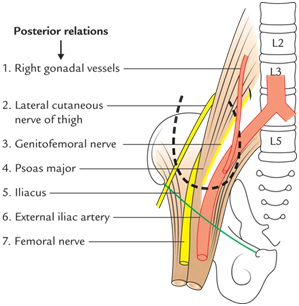 Posterior relations
1. Right gonadal vessels
2. Lateral cutaneous
nerve of thigh
3. Genitofemoral nerve
4. Psoas major
5. Iliacus
6. External iliac artery
7. Femoral nerve
L2
L3
L5